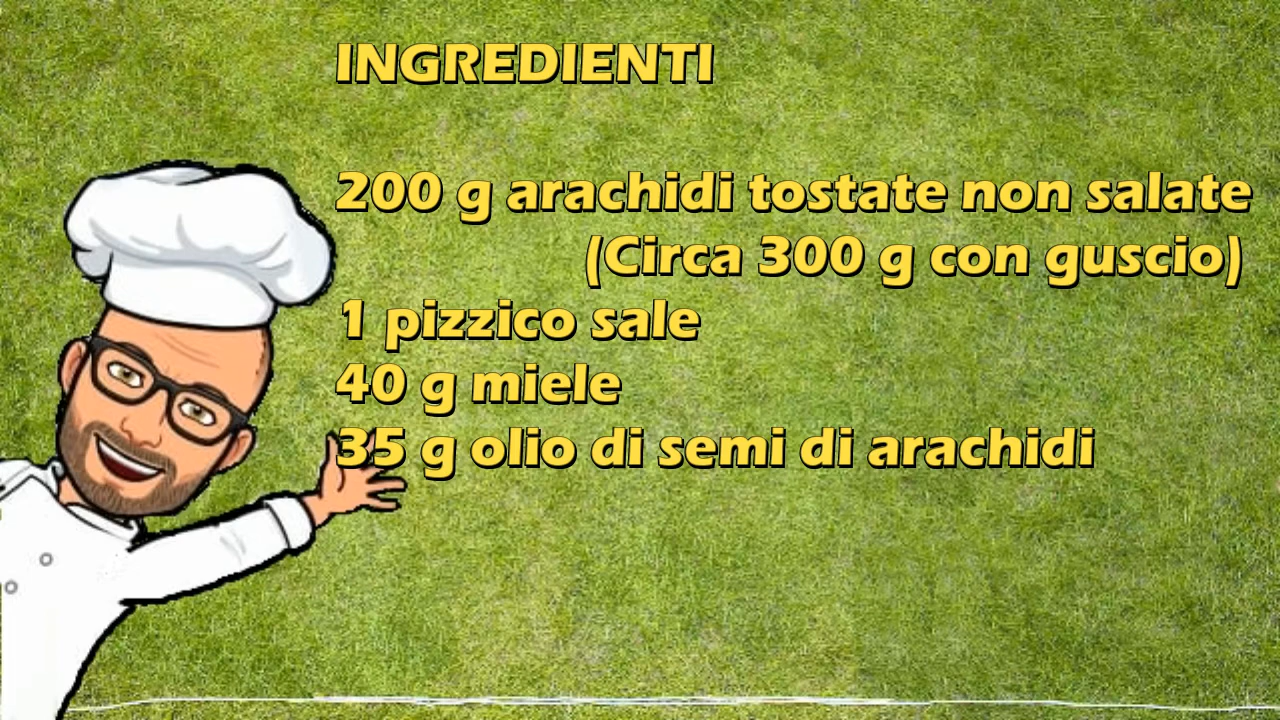 INGREDIENTI
200 g arachidi tostate non salate
(Circa 300 g con guscio)
1 pizzico sale
40 g miele
35 g olio di semi di arachidi